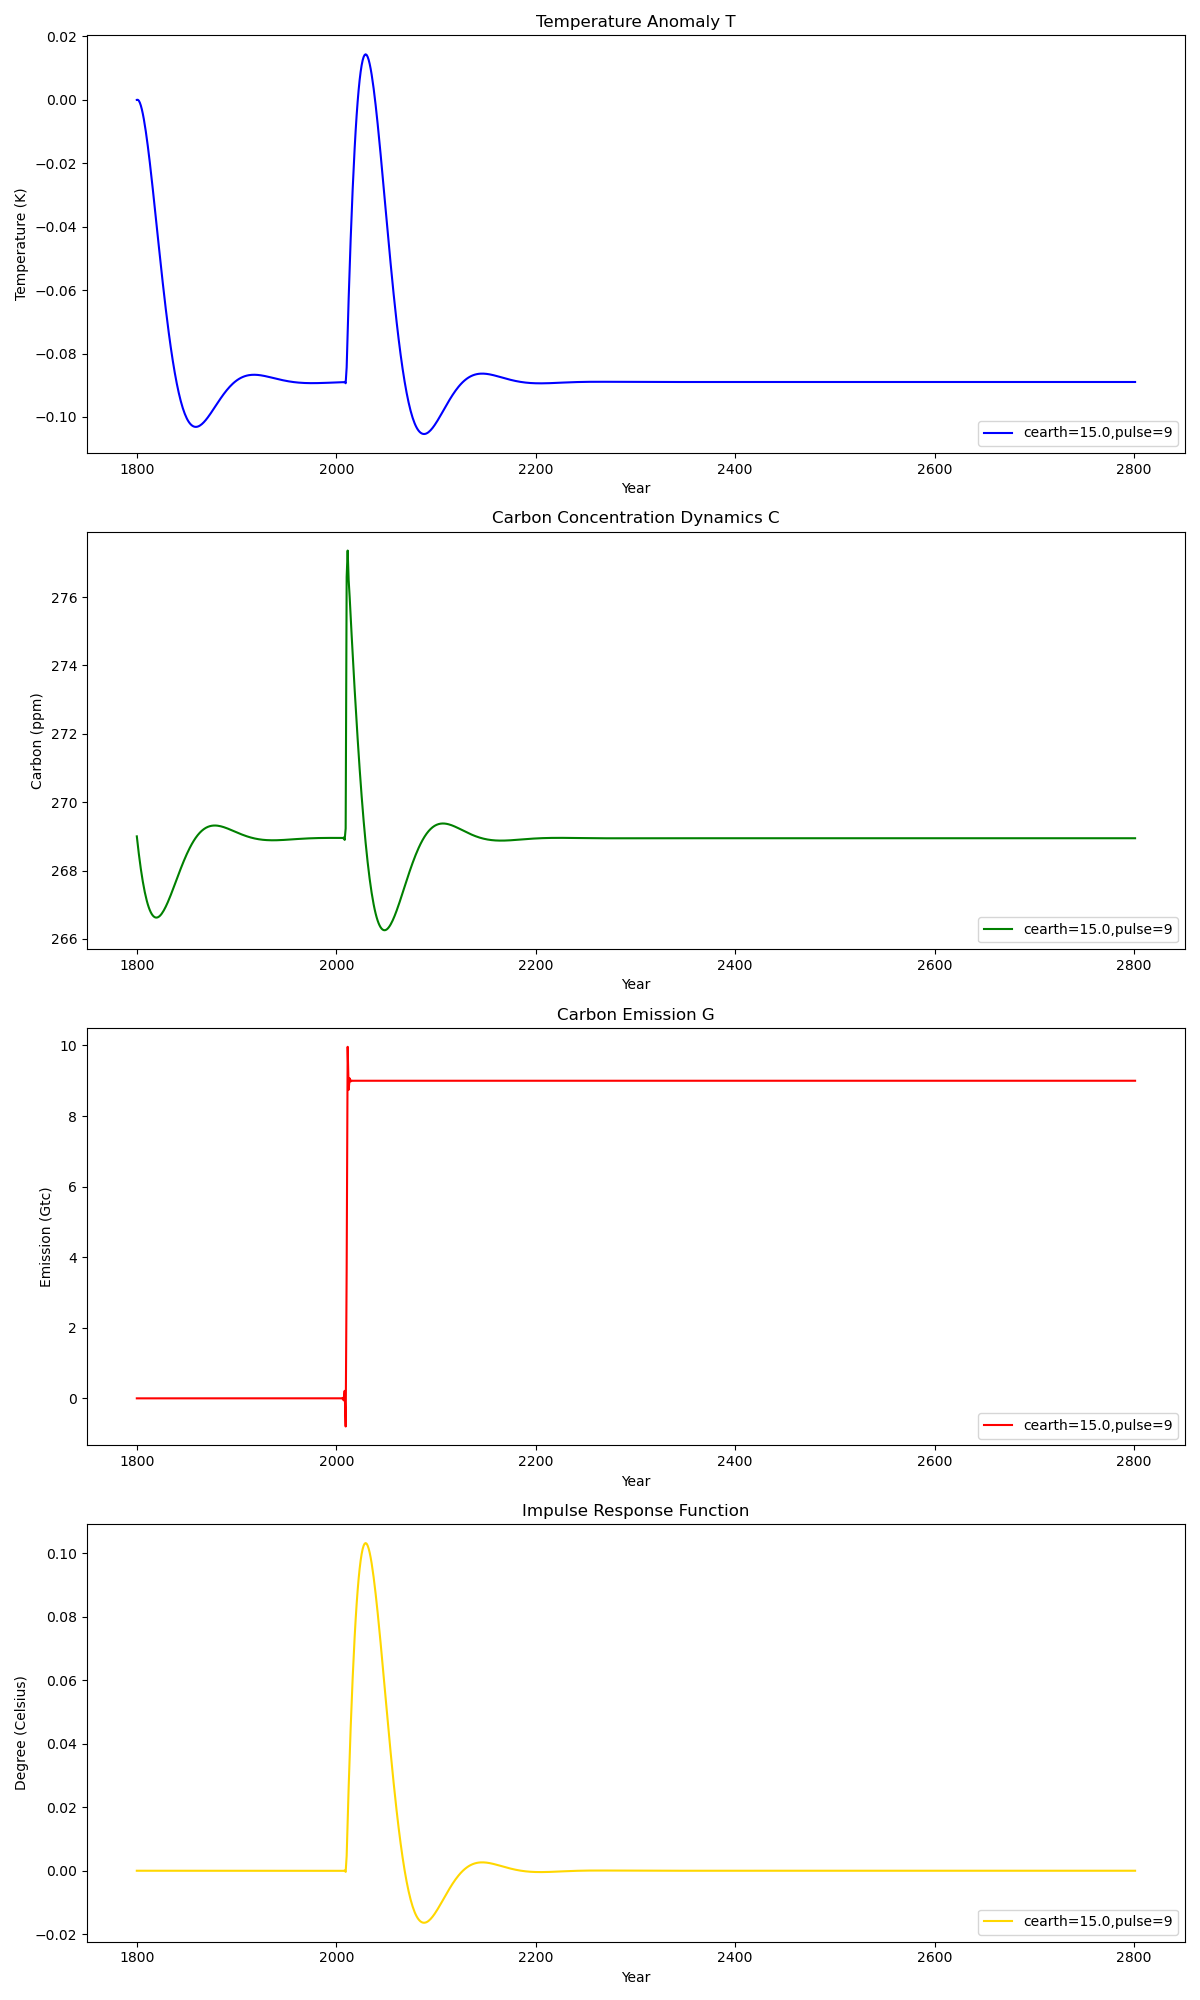 Temperature Anomaly T
0.02
0.00
−0.02
−0.04
−0.06
−0.08
−0.10
Temperature (K)
cearth=15.0,pulse=9
1800 2000 2200 2400 2600 2800
Year
Carbon Concentration Dynamics C
276
274
272
270
268
266
Carbon (ppm)
cearth=15.0,pulse=9
1800 2000 2200 2400 2600 2800
Year
Carbon Emission G
10
8
6
4
2
0
Emission (Gtc)
cearth=15.0,pulse=9
1800 2000 2200 2400 2600 2800
Year
Impulse Response Function
0.10
0.08
0.06
0.04
0.02
0.00
−0.02
Degree (Celsius)
cearth=15.0,pulse=9
1800 2000 2200 2400 2600 2800
Year